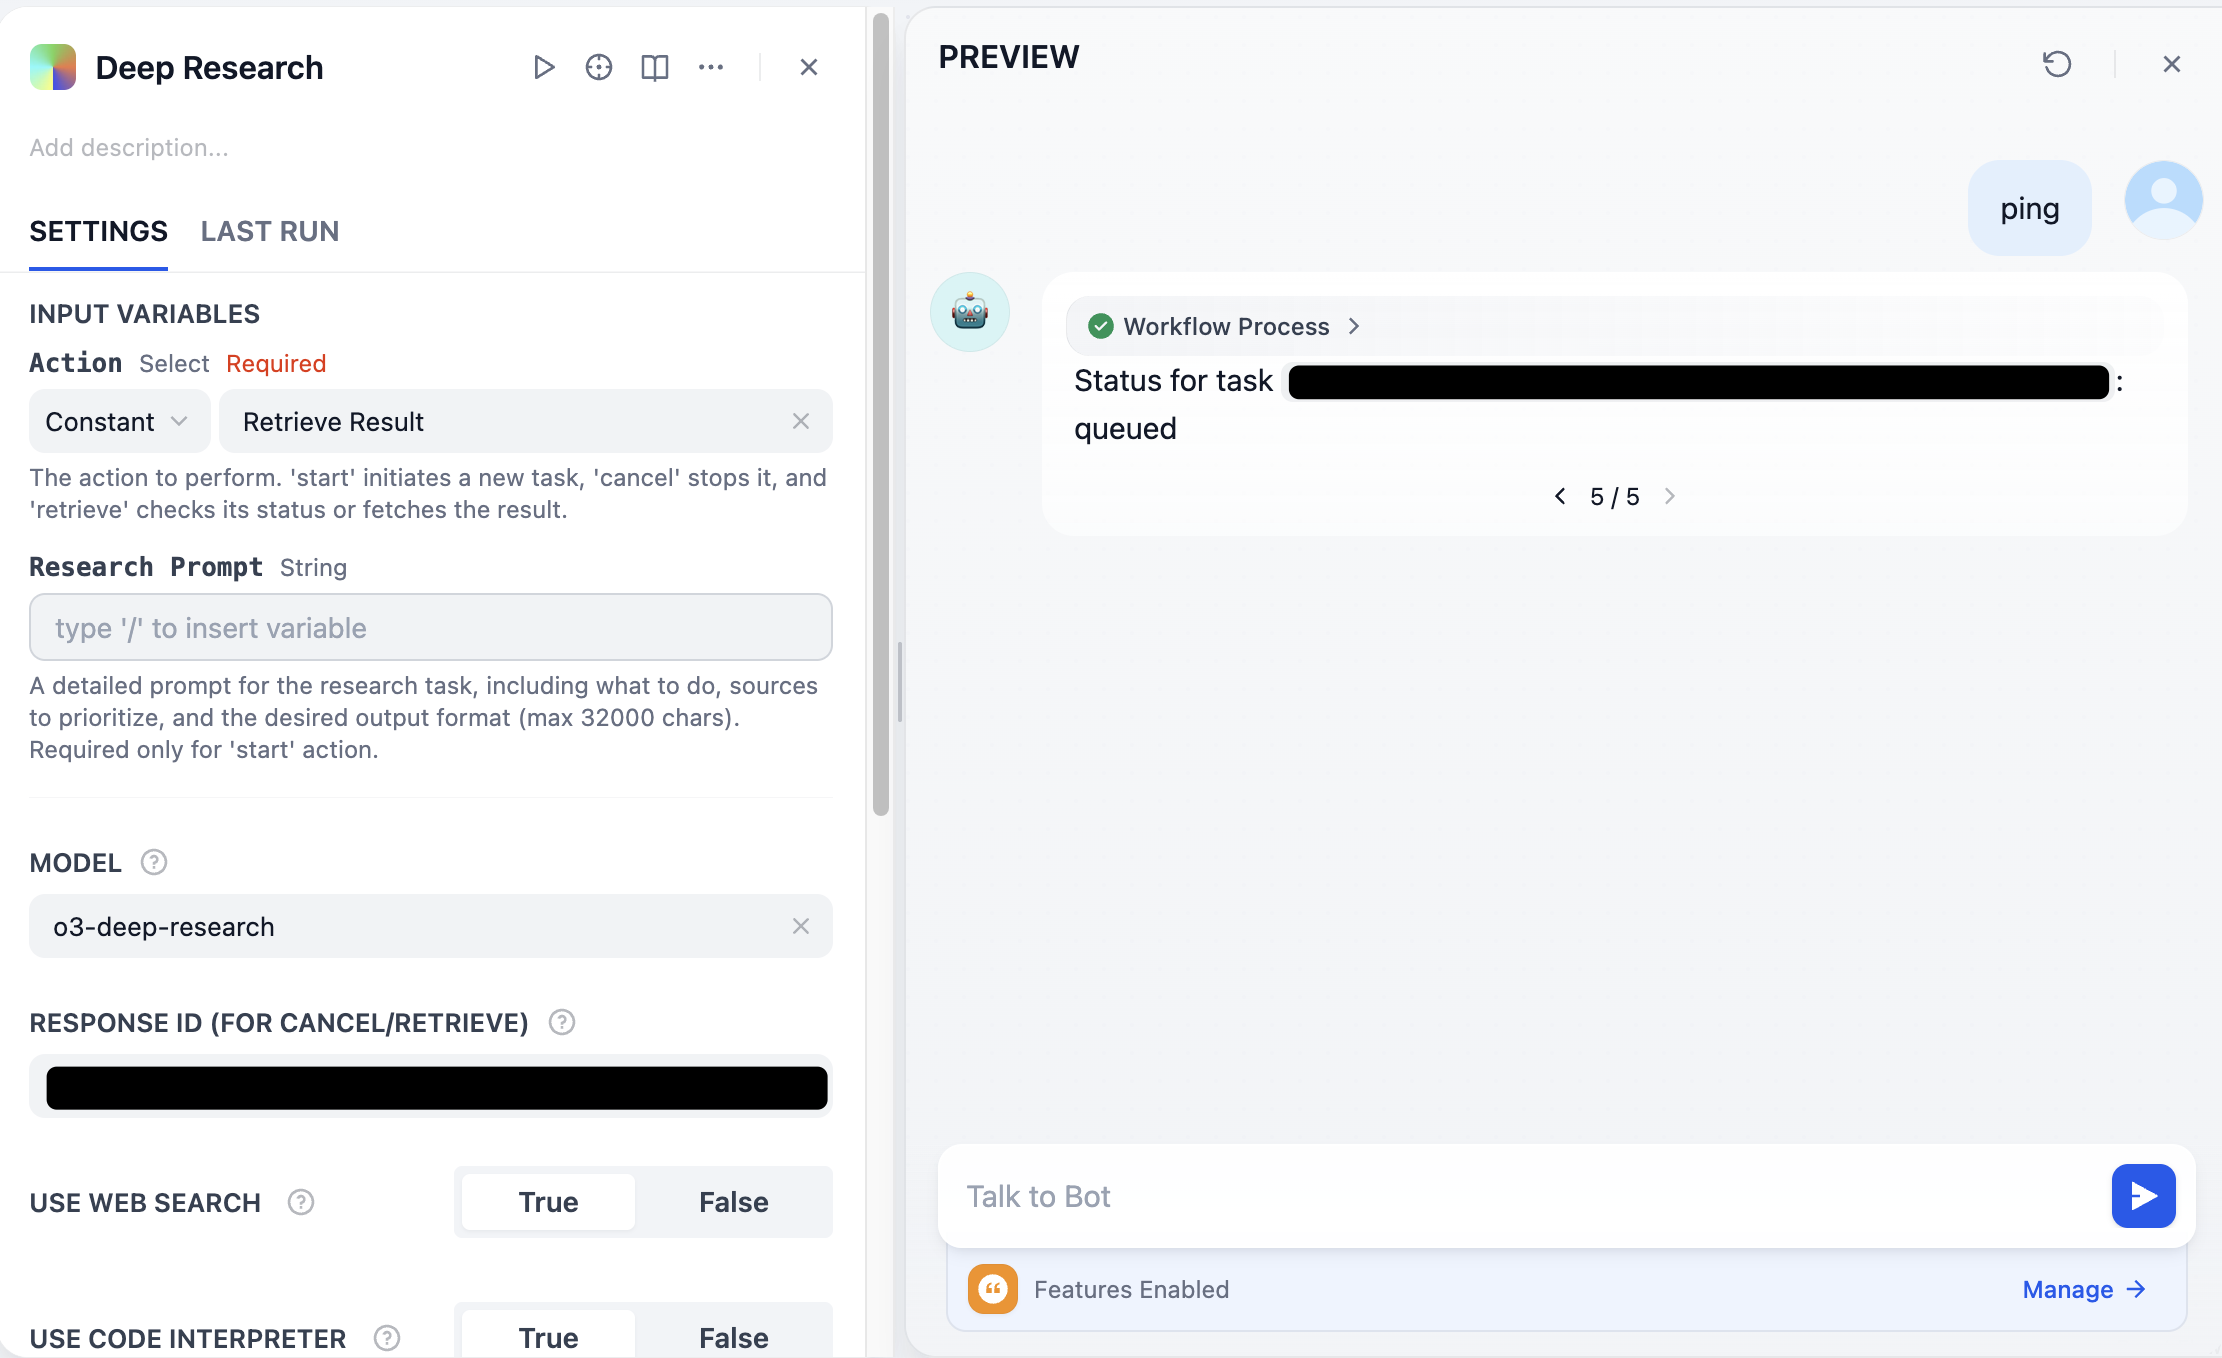 Deep Research
Add description...
SETTINGS LAST RUN
INPUT VARIABLES
Action Select Required
Constant Retrieve Result
The action to perform. 'start' initiates a new task, 'cancel' stops it, and
'retrieve' checks its status or fetches the result.
Research Prompt String
type '/' to insert variable
A detailed prompt for the research task, including what to do, sources
to prioritize, and the desired output format (max 32000 chars).
Required only for 'start' action.
MODEL
o3-deep-research
RESPONSE ID (FOR CANCEL/RETRIEVE)
USE WEB SEARCH True False
USE CODE INTERPRETER True False
PREVIEW
ping
Workflow Process
Status for task :
queued
5 / 5
Talk to Bot
Features Enabled
Manage